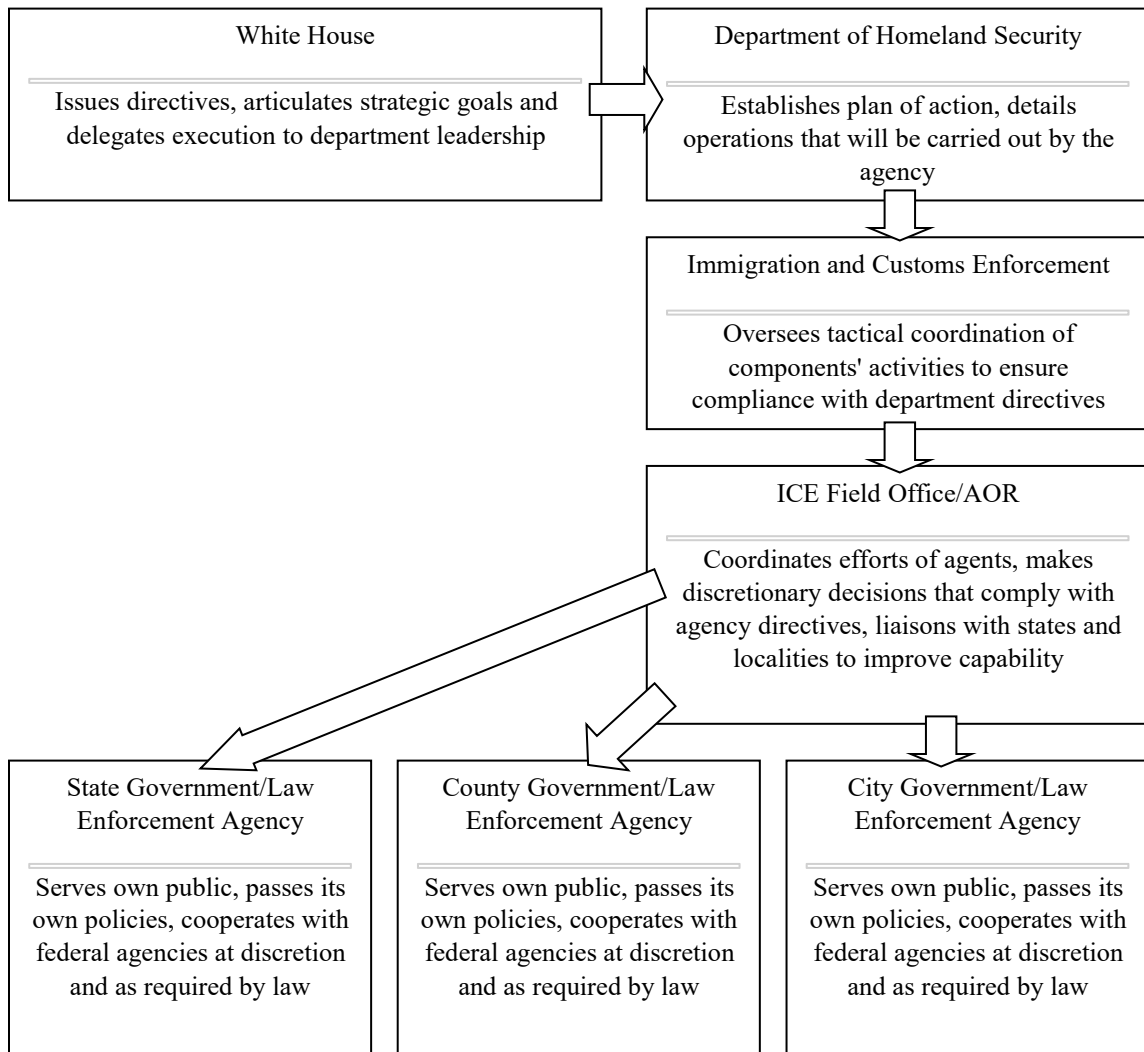 White House
Issues directives, articulates strategic goals and
delegates execution to department leadership
Department of Homeland Security
Establishes plan of action, details
operations that will be carried out by the
agency
Immigration and Customs Enforcement
Oversees tactical coordination of
components' activities to ensure
compliance with department directives
ICE Field Office/AOR
Coordinates efforts of agents, makes
discretionary decisions that comply with
agency directives, liaisons with states and
localities to improve capability
State Government/Law
Enforcement Agency
Serves own public, passes its
own policies, cooperates with
federal agencies at discretion
and as required by law
County Government/Law
Enforcement Agency
Serves own public, passes its
own policies, cooperates with
federal agencies at discretion
and as required by law
City Government/Law
Enforcement Agency
Serves own public, passes its
own policies, cooperates with
federal agencies at discretion
and as required by law